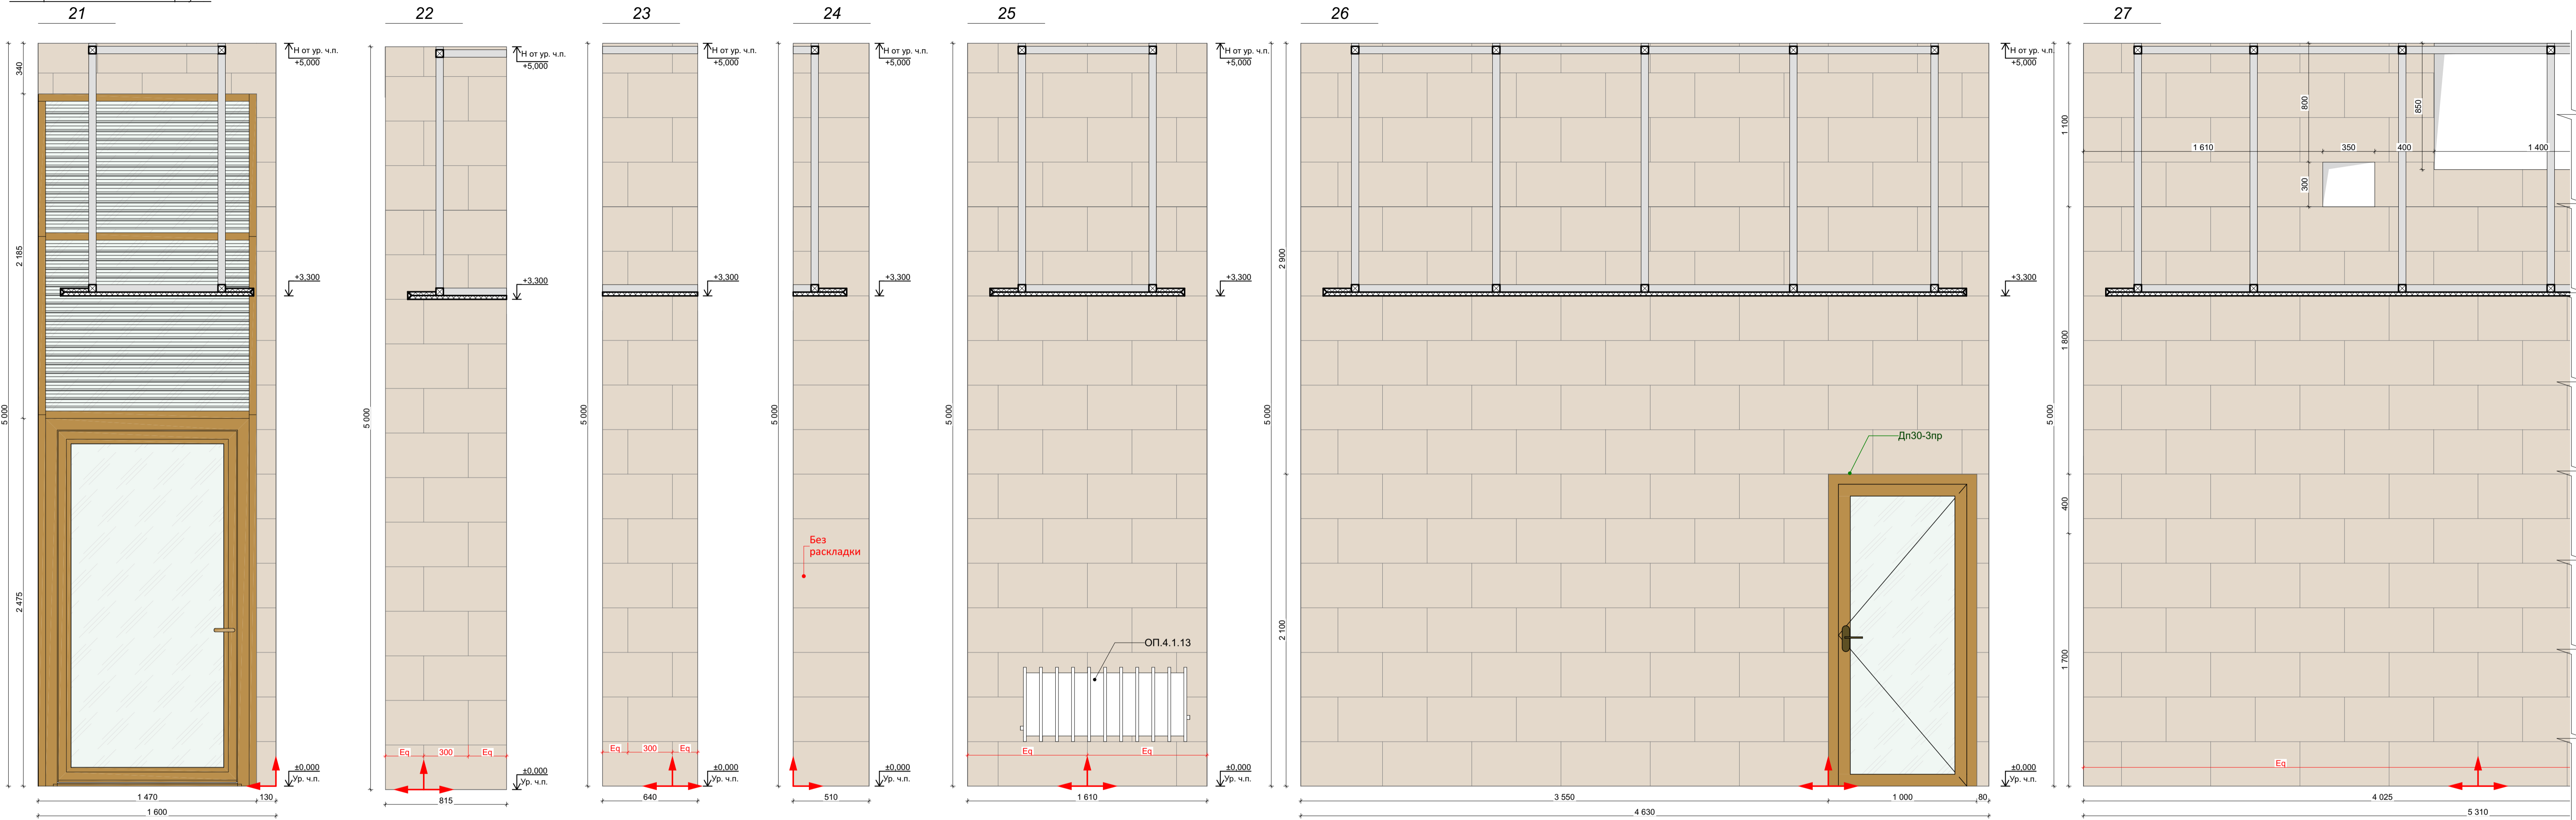 21
22
23
24
25
26
27
340
2 185
2 475
5 000
Н от ур. ч.п.
+5,000
+3,300
±0,000
Ур. ч.п.
1 470
130
1 600
5 000
Н от ур. ч.п.
+5,000
+3,300
Eq
300
Eq
±0,000
Ур. ч.п.
815
5 000
Н от ур. ч.п.
+5,000
+3,300
Eq
300
Eq
±0,000
Ур. ч.п.
640
5 000
Н от ур. ч.п.
+5,000
+3,300
Без
раскладки
±0,000
Ур. ч.п.
510
5 000
Н от ур. ч.п.
+5,000
+3,300
ОП.4.1.13
Eq
Eq
±0,000
Ур. ч.п.
1 610
5 000
2 900
2 100
Н от ур. ч.п.
+5,000
+3,300
Дп30-3пр
±0,000
Ур. ч.п.
3 550
1 000
80
4 630
5 000
1 100
1 800
400
1 700
800
850
300
1 610
350
400
1 400
Eq
4 025
5 310